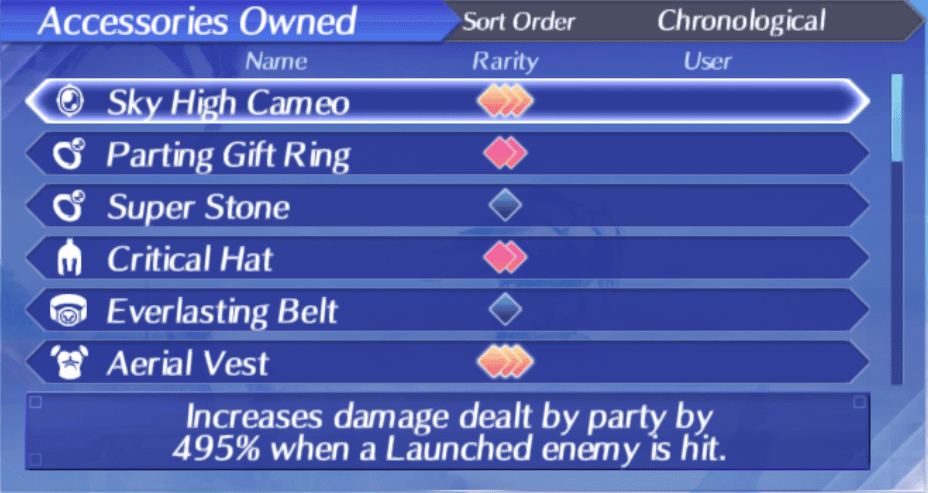 Accessories Owned Sort Order Chronological
Name Rarity User
Sky High Cameo
Parting Gift Ring
Super Stone
Critical Hat
Everlasting Belt
Aerial Vest
Increases damage dealt by party by
495% when a Launched enemy is hit.